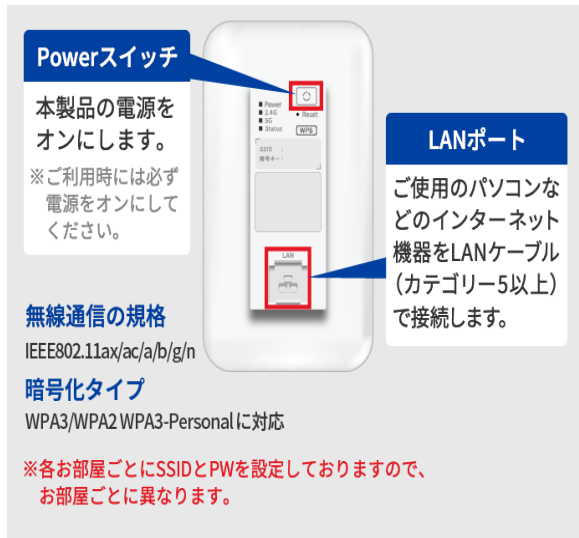 Powerスイッチ
本製品の電源を
オンにします。
※ご利用時には必ず
電源をオンにして
ください。
Power
2.4G
5G
Status
Reset
WPS
SSID :
暗号キー :
LAN
LANポート
ご使用のパソコンな
どのインターネット
機器をLANケーブル
（カテゴリー5以上）
で接続します。
無線通信の規格
IEEE802.11ax/ac/a/b/g/n
暗号化タイプ
WPA3/WPA2 WPA3-Personalに対応
※各お部屋ごとにSSIDとPWを設定しておりますので、
お部屋ごとに異なります。